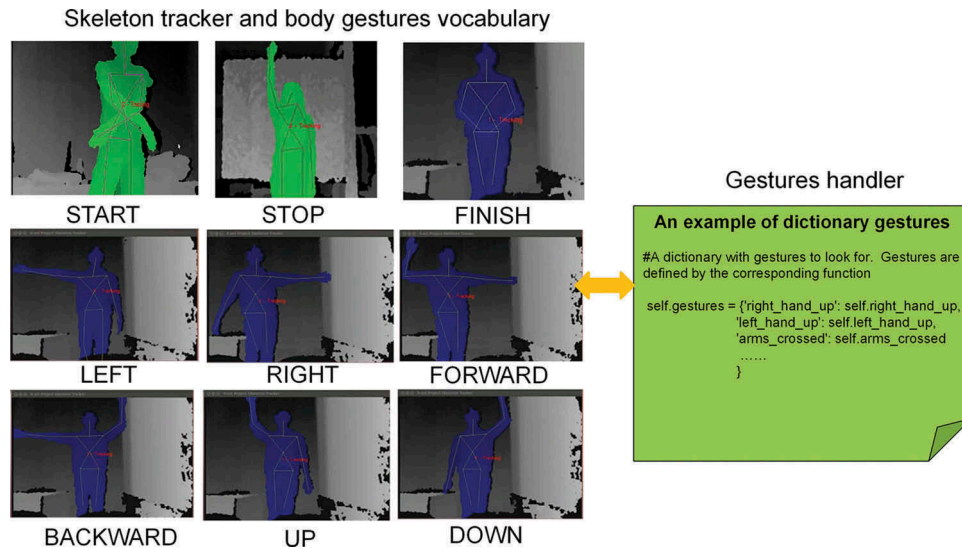 Skeleton tracker and body gestures vocabulary
START
STOP
FINISH
LEFT
RIGHT
FORWARD
BACKWARD
UP
DOWN
Gestures handler
An example of dictionary gestures
#A dictionary with gestures to look for. Gestures are
defined by the corresponding function
self.gestures = {'right_hand_up': self.right_hand_up,
'left_hand_up': self.left_hand_up,
'arms_crossed': self.arms_crossed
......
}